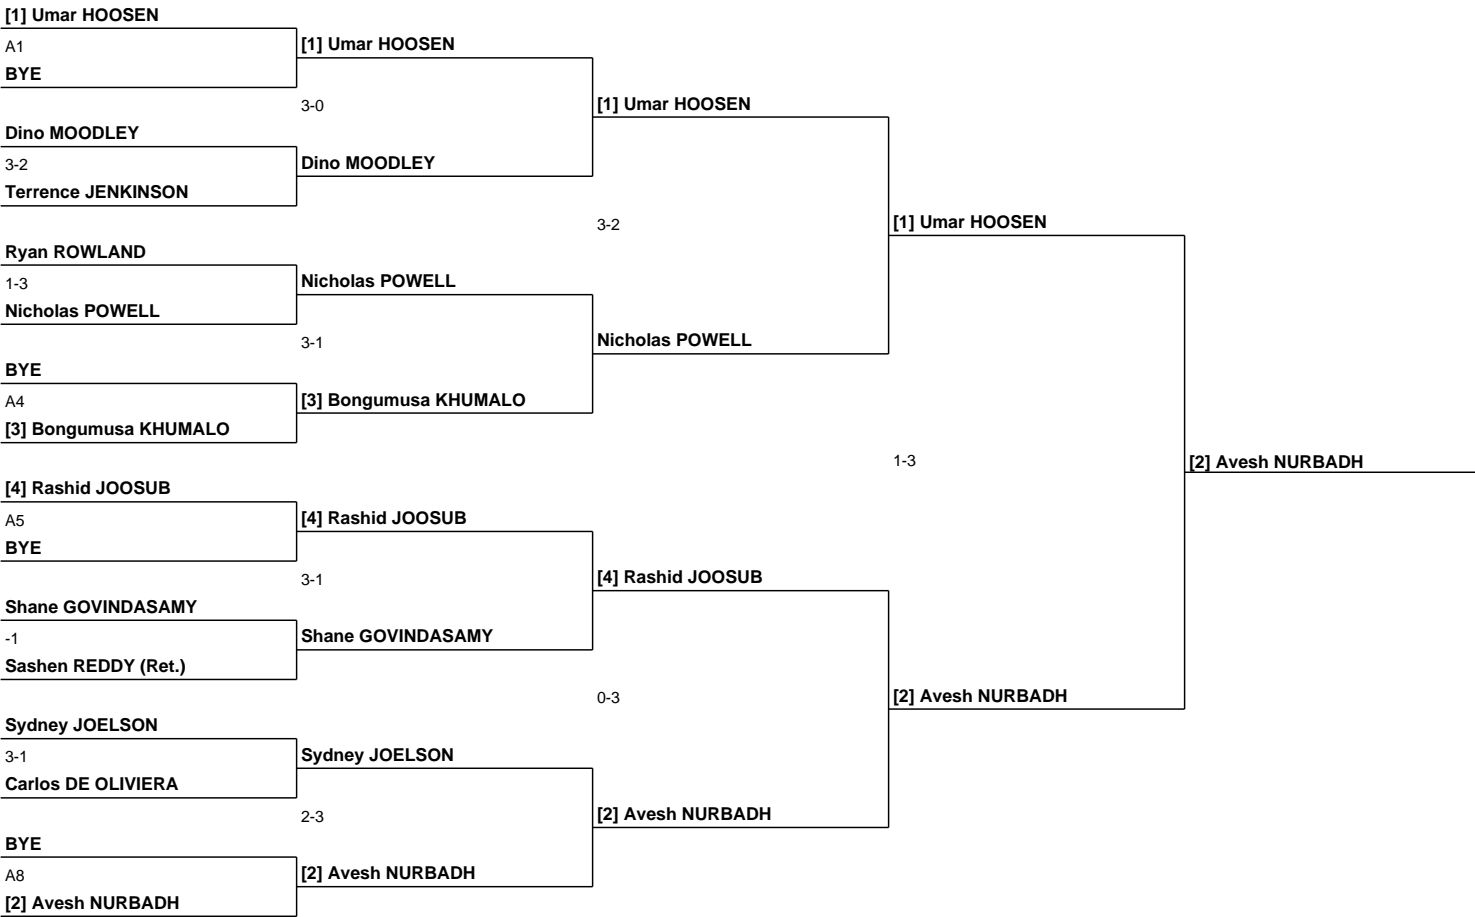 [1] Umar HOOSEN
A1
BYE
[1] Umar HOOSEN
3-0
Dino MOODLEY
3-2
Terrence JENKINSON
Dino MOODLEY
[1] Umar HOOSEN
3-2
Ryan ROWLAND
1-3
Nicholas POWELL
Nicholas POWELL
3-1
BYE
A4
[3] Bongumusa KHUMALO
[3] Bongumusa KHUMALO
Nicholas POWELL
[1] Umar HOOSEN
1-3
[2] Avesh NURBADH
[4] Rashid JOOSUB
A5
BYE
[4] Rashid JOOSUB
3-1
Shane GOVINDASAMY
-1
Sashen REDDY (Ret.)
Shane GOVINDASAMY
[4] Rashid JOOSUB
0-3
Sydney JOELSON
3-1
Carlos DE OLIVIERA
Sydney JOELSON
2-3
BYE
A8
[2] Avesh NURBADH
[2] Avesh NURBADH
[2] Avesh NURBADH
[2] Avesh NURBADH